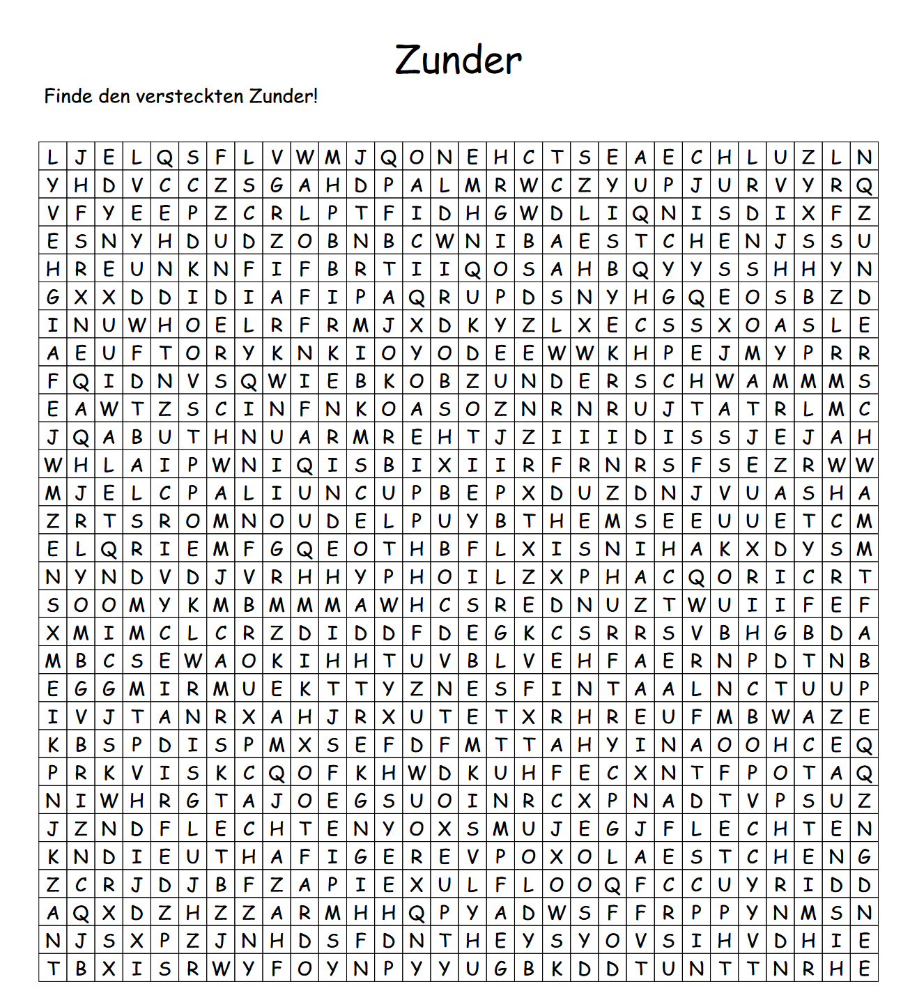 Zunder
Finde den versteckten Zunder!
L J E L Q S F L V W M J Q O N E H C T S E A E C H L U Z L N
Y H D V C C Z S G A H D P A L M R W C Z Y U P J U R V Y R Q
V F Y E E P Z C R L P T F I D H G W D L I Q N I S D I X F Z
E S N Y H D U D Z O B N B C W N I B A E S T C H E N J S S U
H R E U N K N F I F B R T I I Q O S A H B Q Y Y S S H H Y N
G X X D D I D I A F I P A Q R U P D S N Y H G Q E O S B Z D
I N U W H O E L R F R M J X D K Y Z L X E C S S X O A S L E
A E U F T O R Y K N K I O Y O D E E W W K H P E J M Y P R R
F Q I D N V S Q W I E B K O B Z U N D E R S C H W A M M M S
E A W T Z S C I N F N K O A S O Z N R N R U J T A T R L M C
J Q A B U T H N U A R M R E H T J Z I I I D I S S J E J A H
W H L A I P W N I Q I S B I X I I R F R N R S F S E Z R W W
M J E L C P A L I U N C U P B E P X D U Z D N J V U A S H A
Z R T S R O M N O U D E L P U Y B T H E M S E E U U E T C M
E L Q R I E M F G Q E O T H B F L X I S N I H A K X D Y S M
N Y N D V D J V R H H Y P H O I L Z X P H A C Q O R I C R T
S O O M Y K M B M M M A W H C S R E D N U Z T W U I I F E F
X M I M C L C R Z D I D D F D E G K C S R R S V B H G B D A
M B C S E W A O K I H H T U V B L V E H F A E R N P D T N B
E G G M I R M U E K T T Y Z N E S F I N T A A L N C T U U P
I V J T A N R X A H J R X U T E T X R H R E U F M B W A Z E
K B S P D I S P M X S E F D F M T T A H Y I N A O O H C E Q
P R K V I S K C Q O F K H W D K U H F E C X N T F P O T A Q
N I W H R G T A J O E G S U O I N R C X P N A D T V P S U Z
J Z N D F L E C H T E N Y O X S M U J E G J F L E C H T E N
K N D I E U T H A F I G E R E V P O X O L A E S T C H E N G
Z C R J D J B F Z A P I E X U L F L O O Q F C C U Y R I D D
A Q X D Z H Z Z A R M H H Q P Y A D W S F F R P P Y N M S N
N J S X P Z J N H D S F D N T H E Y S Y O V S I H V D H I E
T B X I S R W Y F O Y N P Y Y U G B K D D T U N T T N R H E